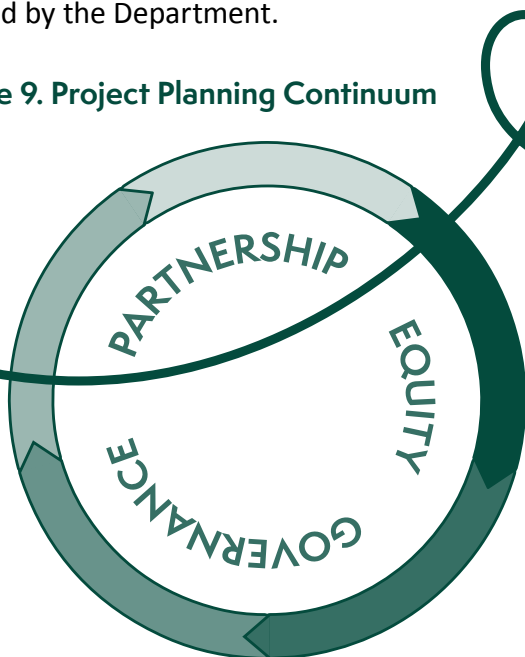 d by the Department.
e 9. Project Planning Continuum
PARTNERSHIP
EQUITY
GOVERNANCE